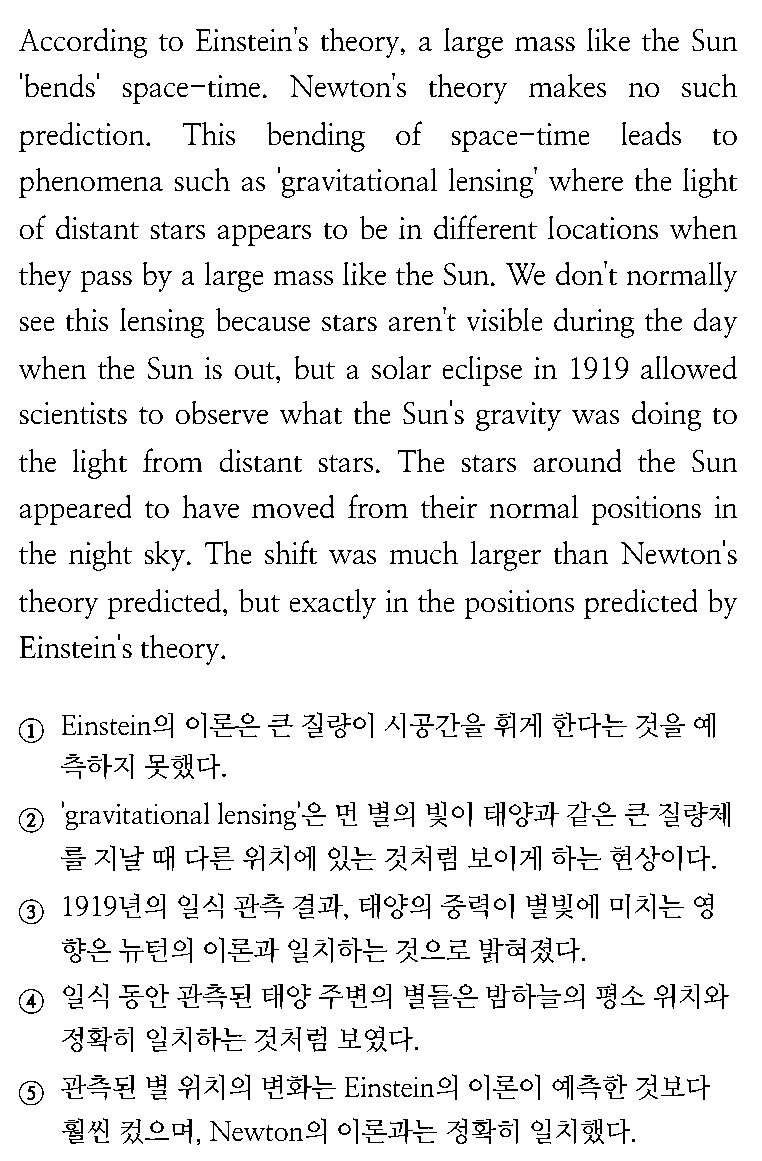 According to Einstein's theory, a large mass like the Sun
'bends' space-time. Newton's theory makes no such
prediction. This bending of space-time leads to
phenomena such as 'gravitational lensing' where the light
of distant stars appears to be in different locations when
they pass by a large mass like the Sun. We don't normally
see this lensing because stars aren't visible during the day
when the Sun is out, but a solar eclipse in 1919 allowed
scientists to observe what the Sun's gravity was doing to
the light from distant stars. The stars around the Sun
appeared to have moved from their normal positions in
the night sky. The shift was much larger than Newton's
theory predicted, but exactly in the positions predicted by
Einstein's theory.
① Einstein의 이론은 큰 질량이 시공간을 휘게 한다는 것을 예
측하지 못했다.
② 'gravitational lensing'은 먼 별의 빛이 태양과 같은 큰 질량체
를 지날 때 다른 위치에 있는 것처럼 보이게 하는 현상이다.
③ 1919년의 일식 관측 결과, 태양의 중력이 별빛에 미치는 영
향은 뉴턴의 이론과 일치하는 것으로 밝혀졌다.
④ 일식 동안 관측된 태양 주변의 별들은 밤하늘의 평소 위치와
정확히 일치하는 것처럼 보였다.
⑤ 관측된 별 위치의 변화는 Einstein의 이론이 예측한 것보다
훨씬 컸으며, Newton의 이론과는 정확히 일치했다.